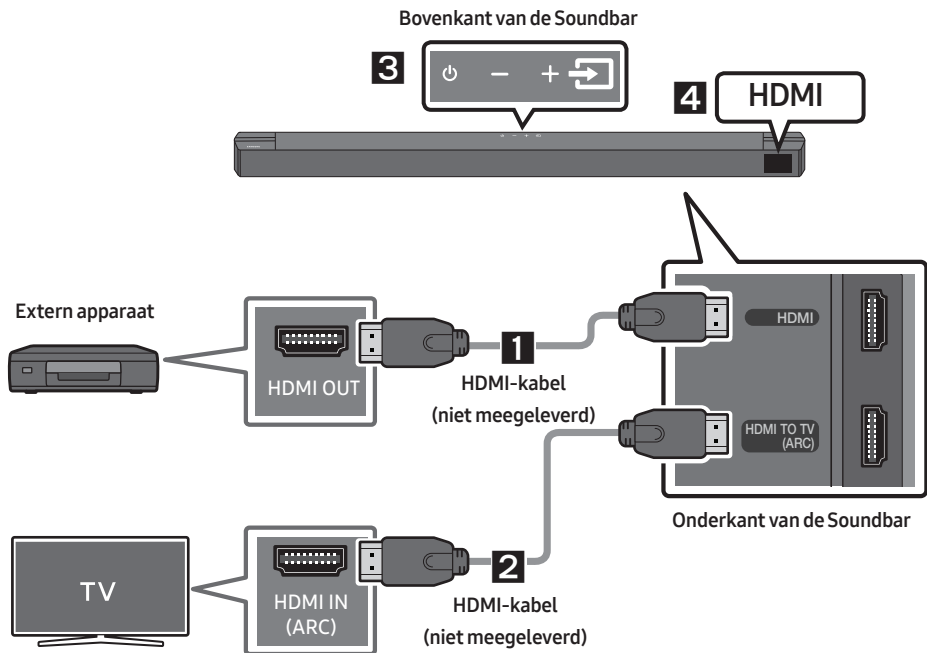 Bovenkant van de Soundbar
3
4
HDMI
Extern apparaat
HDMI OUT
1
HDMI-kabel
(niet meegeleverd)
HDMI
HDMI TO TV
(ARC)
Onderkant van de Soundbar
TV
HDMI IN
(ARC)
2
HDMI-kabel
(niet meegeleverd)